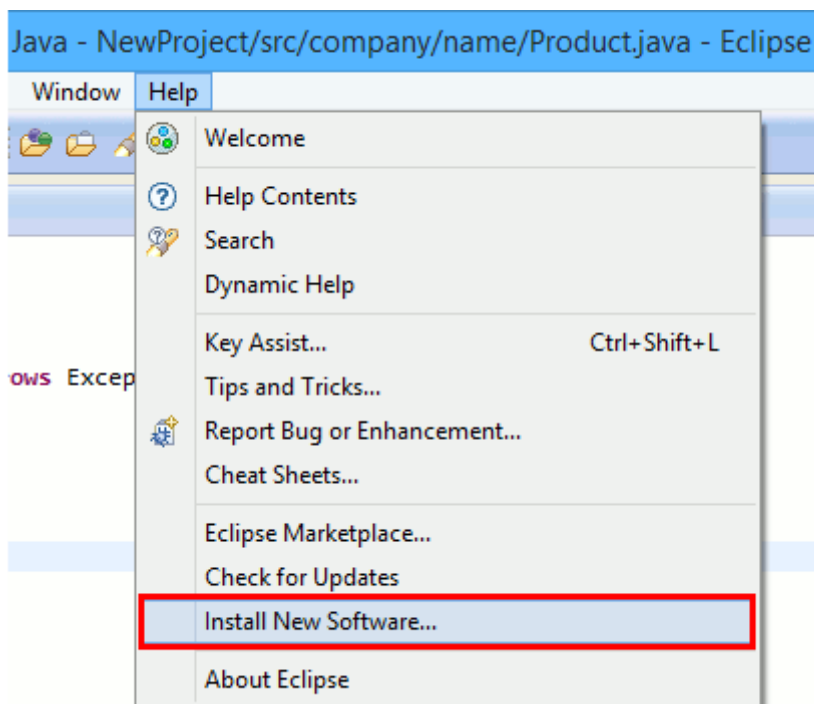 Java - NewProject/src/company/name/Product.java - Eclipse
Window Help
Welcome
Help Contents
Search
Dynamic Help
Key Assist... Ctrl+Shift+L
ows Excep
Tips and Tricks...
Report Bug or Enhancement...
Cheat Sheets...
Eclipse Marketplace...
Check for Updates
Install New Software...
About Eclipse